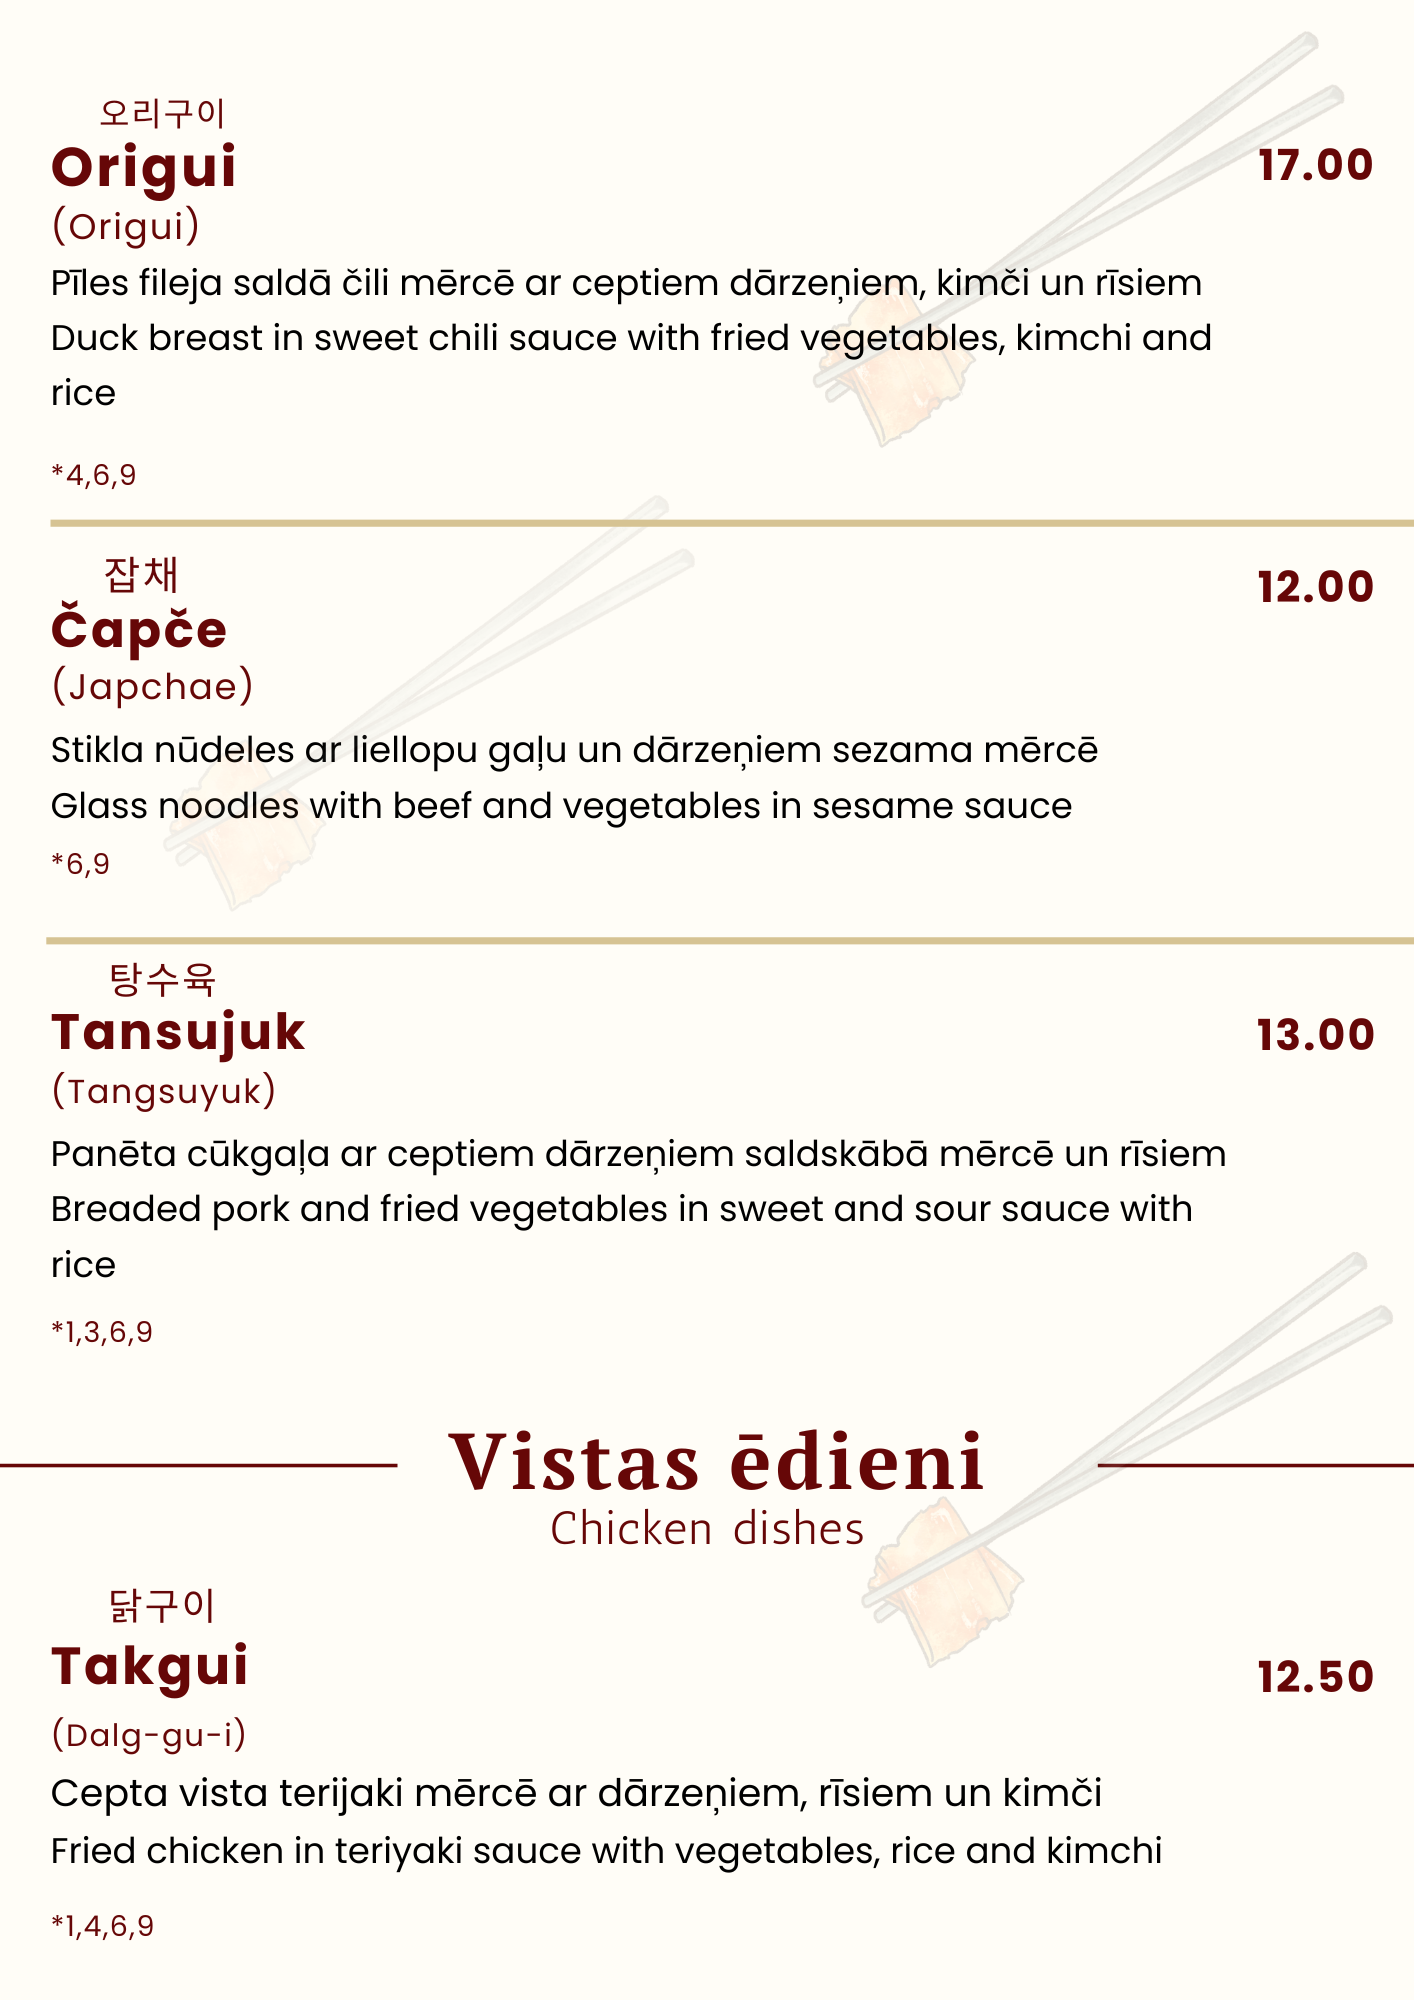 오리구이
Origui
17.00
(Origui)
Pīles fileja saldā čili mērcē ar ceptiem dārzeņiem, kimči un rīsiem
Duck breast in sweet chili sauce with fried vegetables, kimchi and
rice
*4,6,9
잡채
12.00
Čapče
(Japchae)
Stikla nūdeles ar liellopu gaļu un dārzeņiem sezama mērcē
Glass noodles with beef and vegetables in sesame sauce
*6,9
탕수육
Tansujuk
13.00
(Tangsuyuk)
Panēta cūkgaļa ar ceptiem dārzeņiem saldskābā mērcē un rīsiem
Breaded pork and fried vegetables in sweet and sour sauce with
rice
*1,3,6,9
Vistas ēdieni
Chicken dishes
닭구이
Takgui
12.50
(Dalg-gu-i)
Cepta vista terijaki mērcē ar dārzeņiem, rīsiem un kimči
Fried chicken in teriyaki sauce with vegetables, rice and kimchi
*1,4,6,9